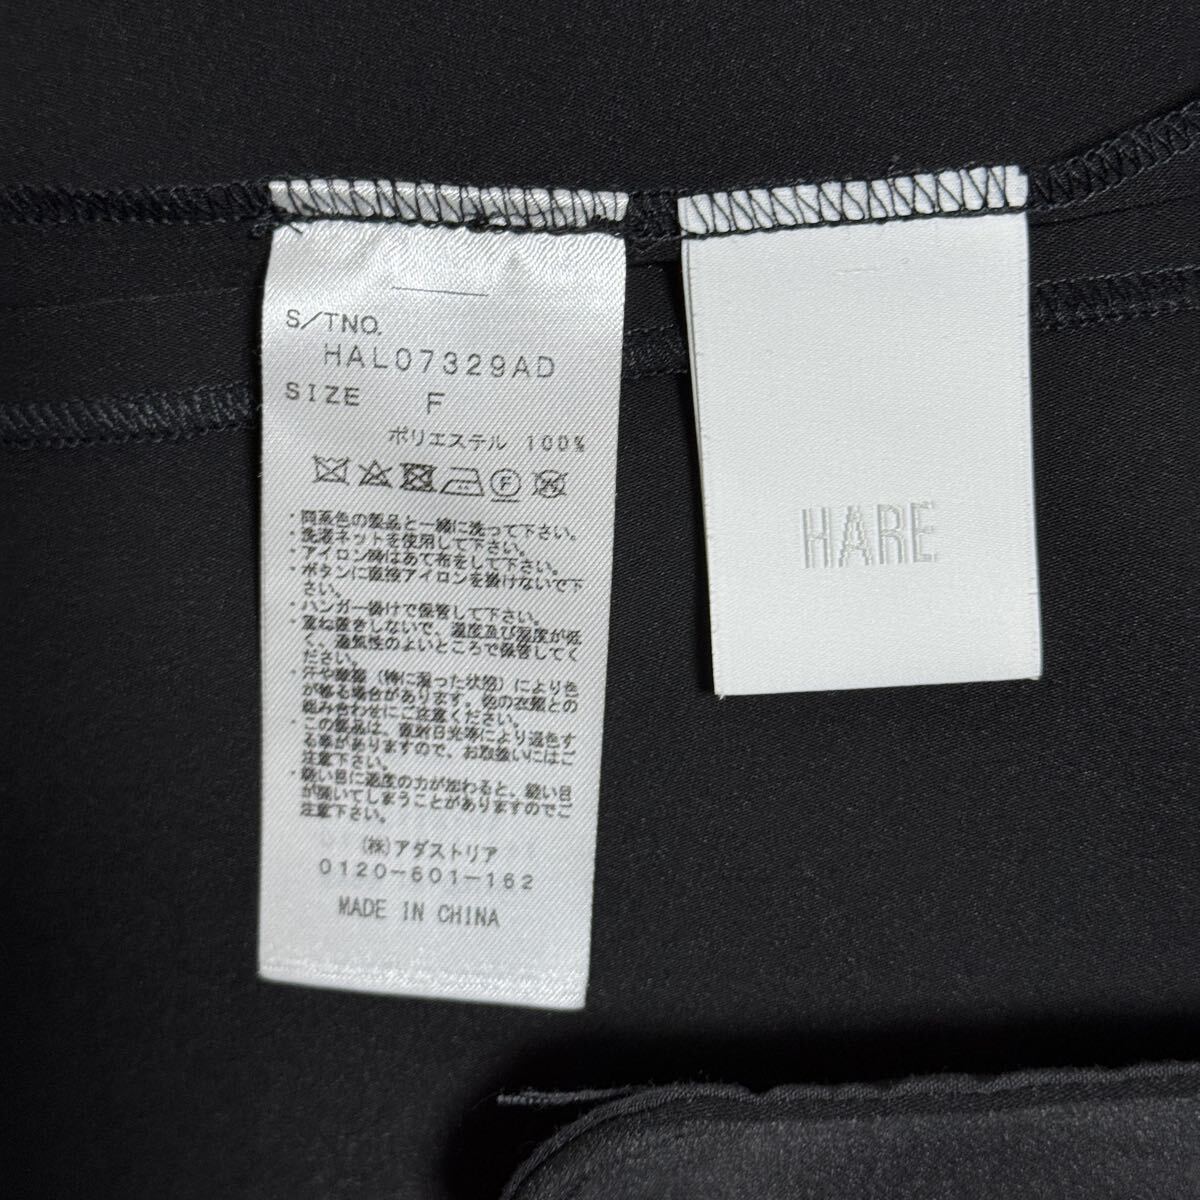 S/TNO.
HAL07329AD
SIZE F
ポリエステル 100%
F
・同系色の製品と一緒に洗って下さい。
・洗濯ネットを使用して下さい。
・アイロン時はあて布をして下さい。
・ボタンに直接アイロンを掛けないで下
さい。
・ハンガー掛けで保管して下さい。
・重ね置きしないで、温度及び湿度が低
く、通気性のよいところで保管してく
ださい。
・汗や摩擦（特に湿った状態）により色
が移る場合があります。他の衣類との
組み合わせにご注意ください。
・この製品は、直射日光等により退色す
る事がありますので、お取扱いにはご
注意下さい。
・縫い目に過度の力が加わると、縫い目
が開いてしまうことがありますのでご
注意下さい。
(株)アダストリア
0120-601-162
MADE IN CHINA
HARE